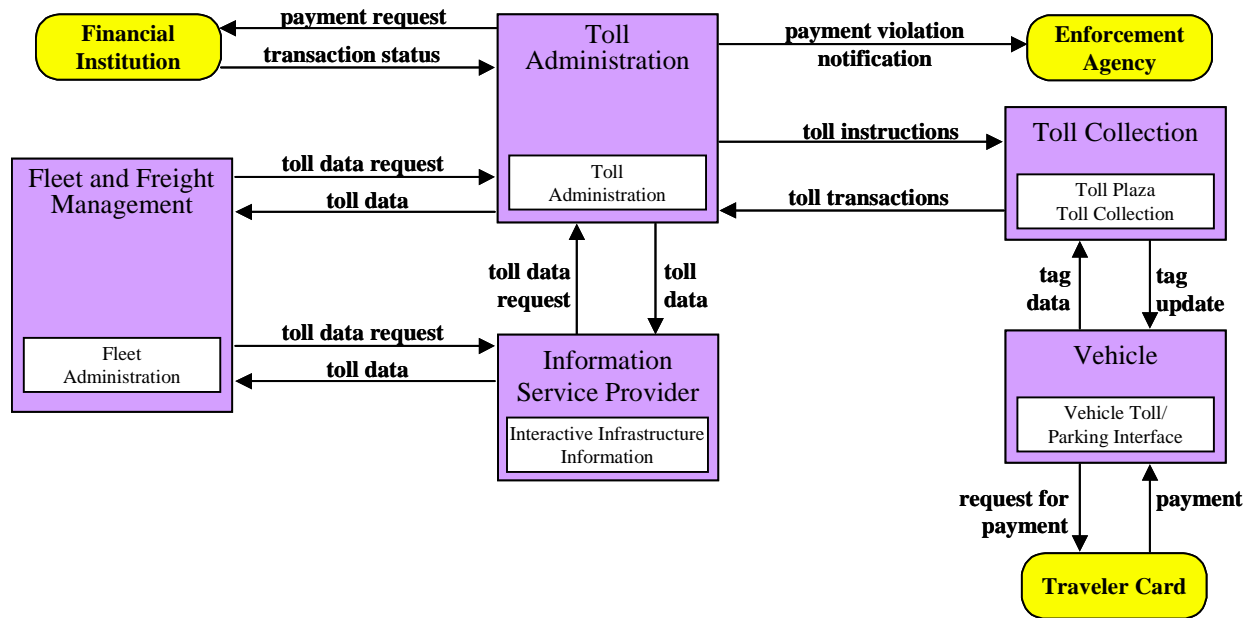 payment request
Financial
Institution
transaction status
Toll
Administration
payment violation
notification
Enforcement
Agency
toll instructions
Toll Collection
Fleet and Freight
Management
toll data request
toll data
Toll
Administration
toll transactions
Toll Plaza
Toll Collection
toll data
request
toll
data
tag
data
tag
update
toll data request
toll data
Fleet
Administration
Information
Service Provider
Interactive Infrastructure
Information
Vehicle
Vehicle Toll/
Parking Interface
request for
payment
payment
Traveler Card